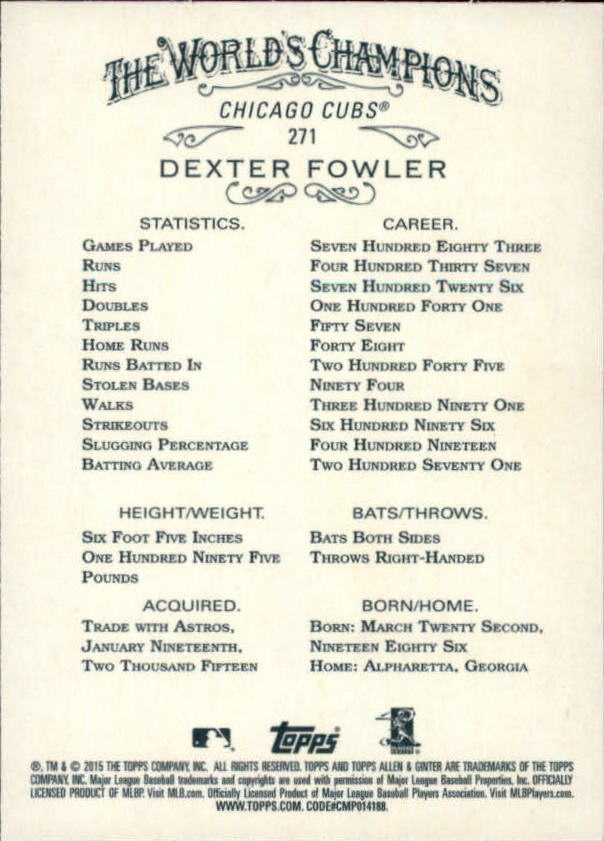 THE WORLD'S CHAMPIONS
CHICAGO CUBS®
271
DEXTER FOWLER
STATISTICS. CAREER.
GAMES PLAYED SEVEN HUNDRED EIGHTY THREE
RUNS FOUR HUNDRED THIRTY SEVEN
HITS SEVEN HUNDRED TWENTY SIX
DOUBLES ONE HUNDRED FORTY ONE
TRIPLES FIFTY SEVEN
HOME RUNS FORTY EIGHT
RUNS BATTED IN TWO HUNDRED FORTY FIVE
STOLEN BASES NINETY FOUR
WALKS THREE HUNDRED NINETY ONE
STRIKEOUTS SIX HUNDRED NINETY SIX
SLUGGING PERCENTAGE FOUR HUNDRED NINETEEN
BATTING AVERAGE TWO HUNDRED SEVENTY ONE
HEIGHT/WEIGHT.
SIX FOOT FIVE INCHES
ONE HUNDRED NINETY FIVE
POUNDS
BATS/THROWS.
BATS BOTH SIDES
THROWS RIGHT-HANDED
ACQUIRED.
TRADE WITH ASTROS,
JANUARY NINETEENTH,
TWO THOUSAND FIFTEEN
BORN/HOME.
BORN: MARCH TWENTY SECOND,
NINETEEN EIGHTY SIX
HOME: ALPHARETTA, GEORGIA
topps
®, TM & © 2015 THE TOPPS COMPANY, INC. ALL RIGHTS RESERVED. TOPPS AND TOPPS ALLEN & GINTER ARE TRADEMARKS OF THE TOPPS
COMPANY, INC. Major League Baseball trademarks and copyrights are used with permission of Major League Baseball Properties, Inc. OFFICIALLY
LICENSED PRODUCT OF MLBP. Visit MLB.com. Officially Licensed Product of Major League Baseball Players Association. Visit MLBPlayers.com.
WWW.TOPPS.COM. CODE#CMP014188.